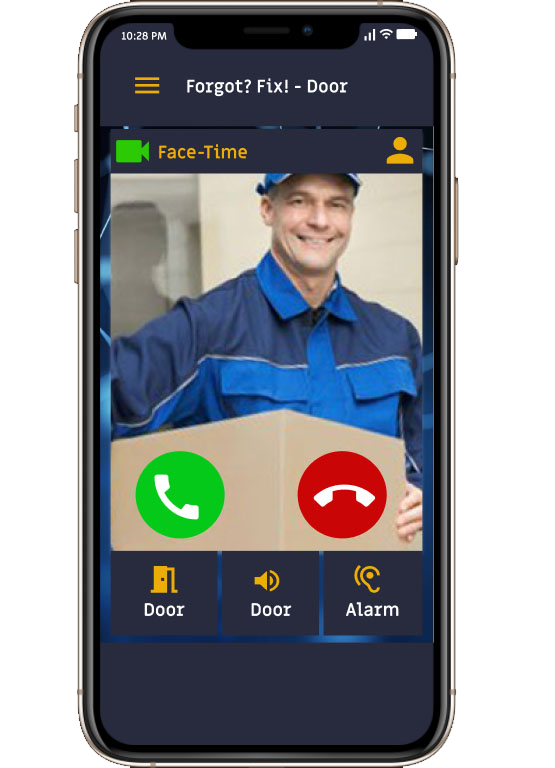 10:28 PM
Forgot? Fix! - Door
Face-Time
Door
Door
Alarm